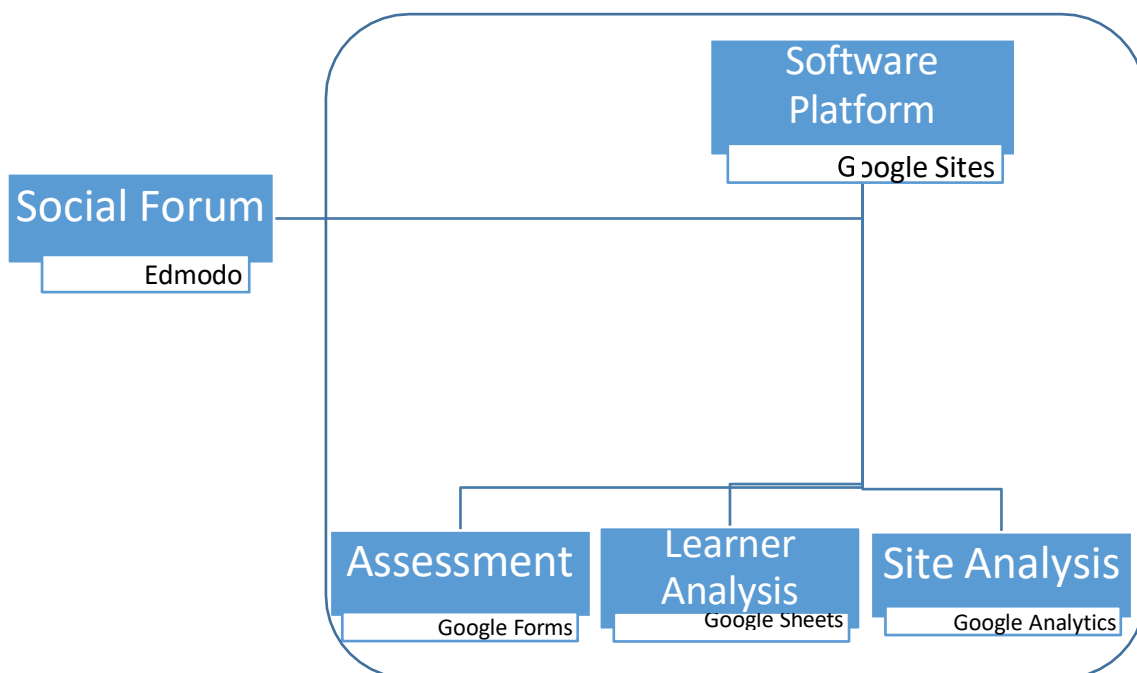 Software
Platform
Google Sites
Social Forum
Edmodo
Assessment
Google Forms
Learner
Analysis
Google Sheets
Site Analysis
Google Analytics